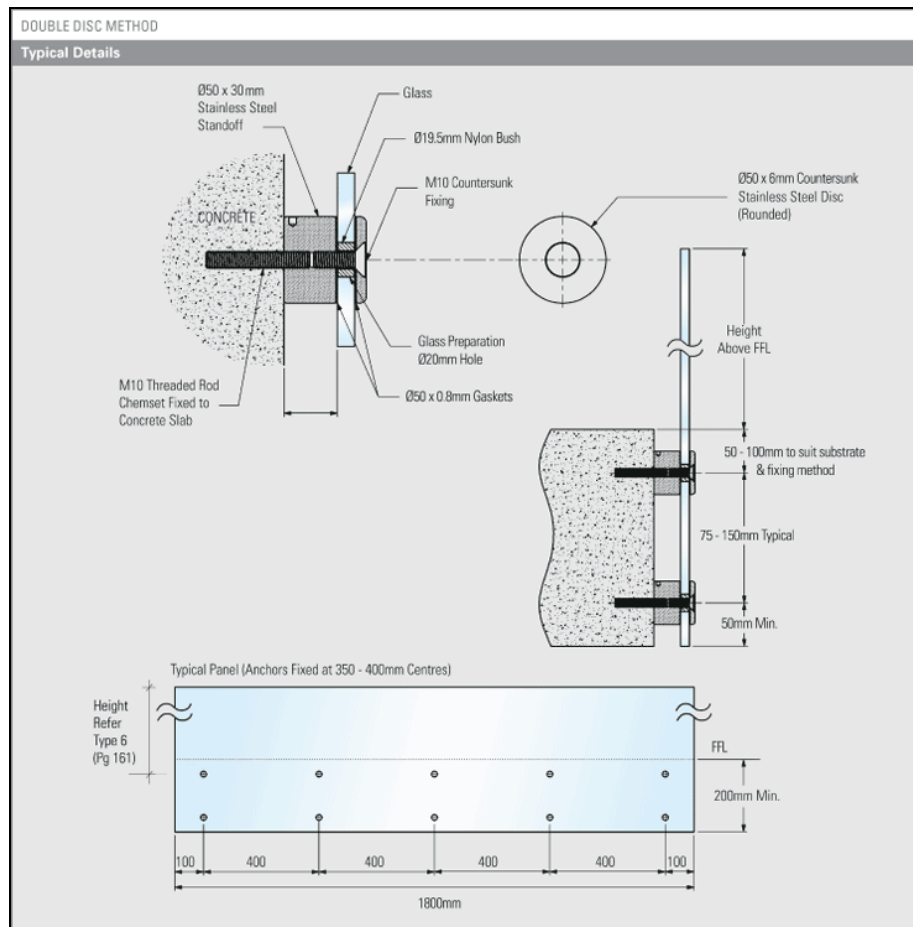 DOUBLE DISC METHOD
Typical Details
Ø50 x 30mm
Stainless Steel
Standoff
Glass
Ø19.5mm Nylon Bush
M10 Countersunk
Fixing
Ø50 x 6mm Countersunk
Stainless Steel Disc
(Rounded)
CONCRETE
Height
Above FFL
Glass Preparation
Ø20mm Hole
M10 Threaded Rod
Chemset Fixed to
Concrete Slab
Ø50 x 0.8mm Gaskets
50 - 100mm to suit substrate
& fixing method
75 - 150mm Typical
50mm Min.
Typical Panel (Anchors Fixed at 350 - 400mm Centres)
Height
Refer
Type 6
(Pg 161)
FFL
200mm Min.
100 400 400 400 400 100
1800mm